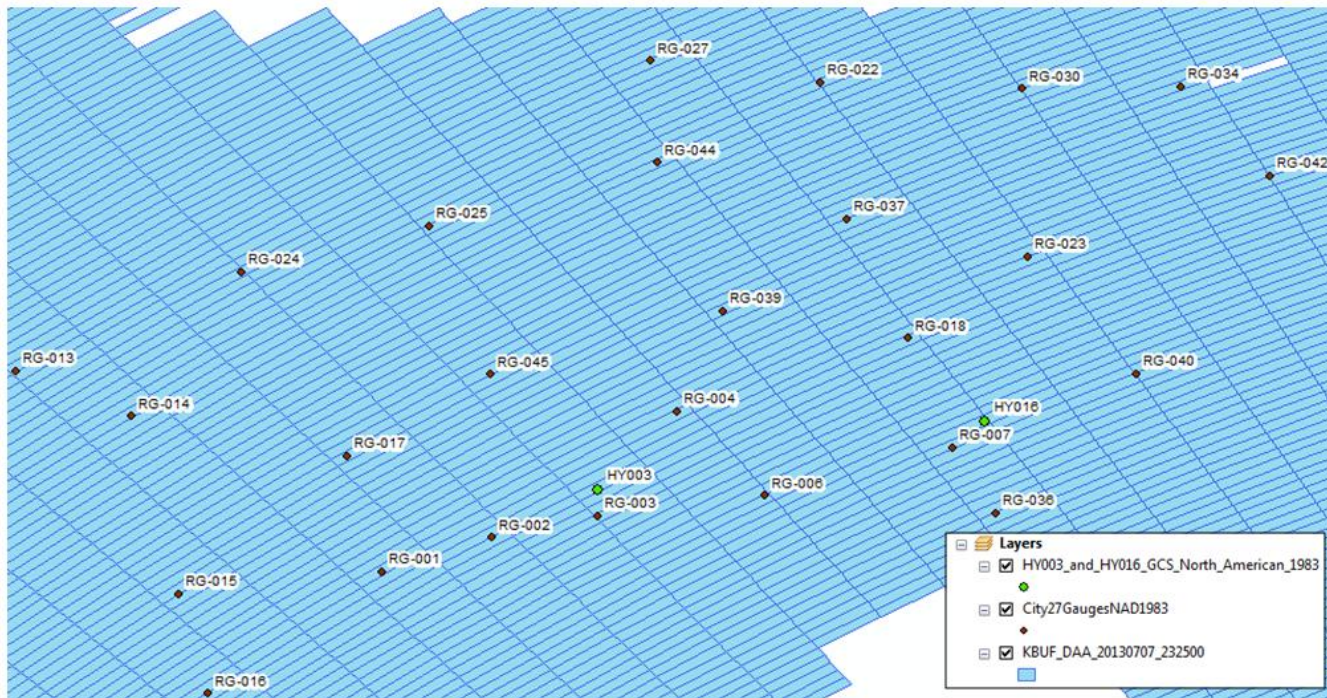 RG-027
RG-022
RG-030
RG-034
RG-044
RG-042
RG-025
RG-037
RG-024
RG-023
RG-039
RG-018
RG-013
RG-045
RG-040
RG-014
RG-004
HY016
RG-017
RG-007
HY003
RG-006
RG-003
RG-036
RG-002
RG-001
RG-015
RG-016
Layers
HY003_and_HY016_GCS_North_American_1983
City27GaugesNAD1983
KBUF_DAA_20130707_232500